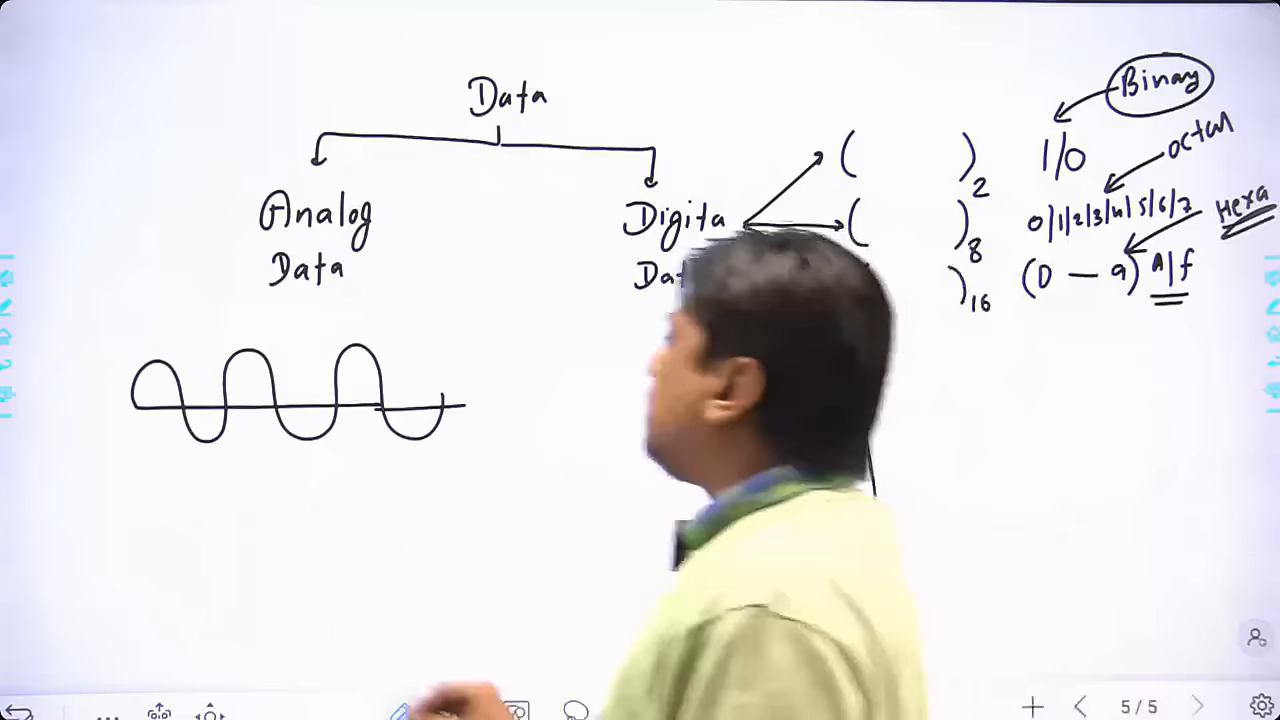 Data
Binary
Analog
Data
Digita
Da
( )2 1/0
octal
( )8 0/1/2/3/4/5/6/7
Hexa
)16 (0 — 9) A/f
5/5